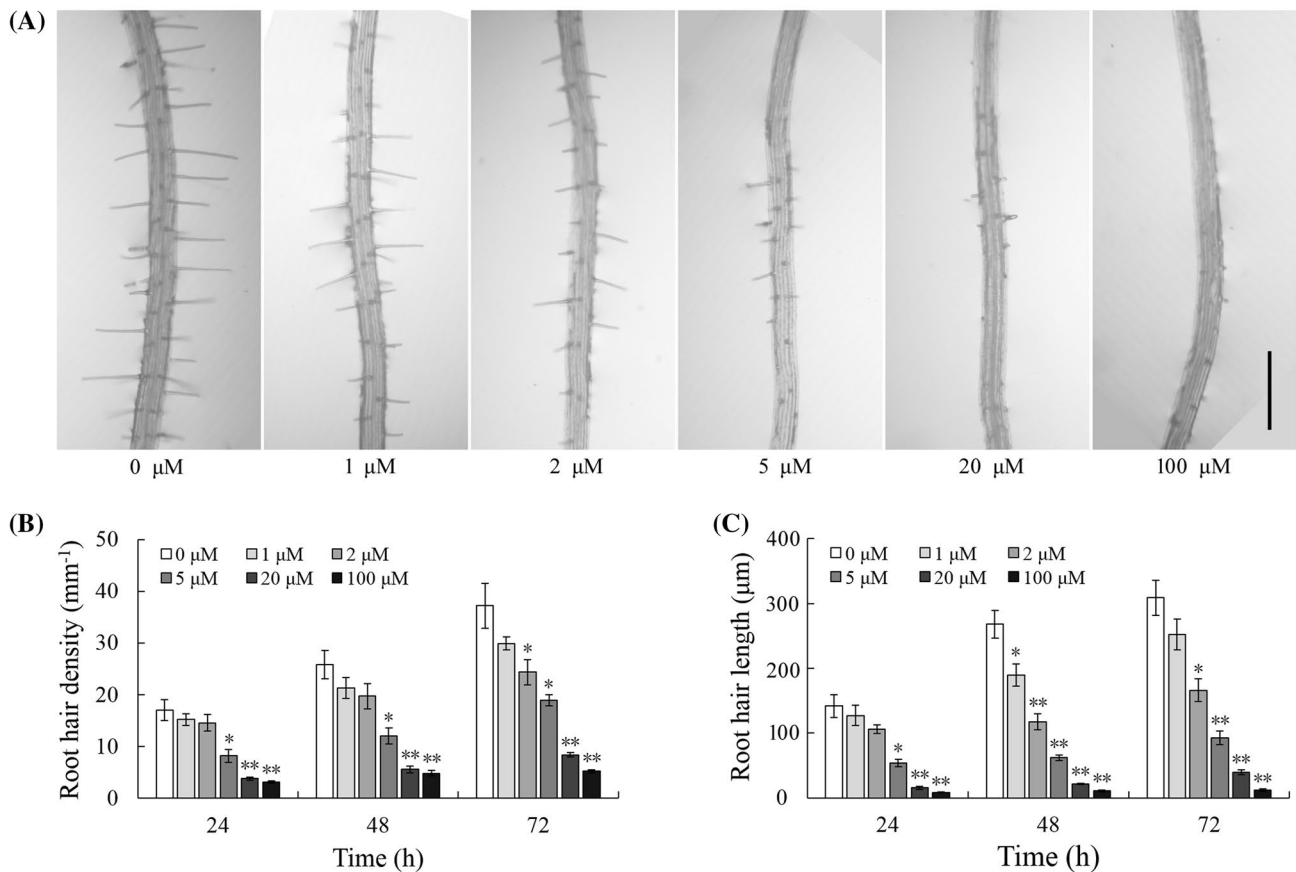 (A)
0 μM 1 μM 2 μM 5 μM 20 μM 100 μM
(B)
Root hair density (mm⁻¹)
50
40
30
20
10
0
0 μM 1 μM 2 μM
5 μM 20 μM 100 μM
* ** **
* ** **
* * ** **
24 48 72
Time (h)
(C)
Root hair length (μm)
400
300
200
100
0
0 μM 1 μM 2 μM
5 μM 20 μM 100 μM
* ** **
* ** ** ** **
* ** ** **
24 48 72
Time (h)